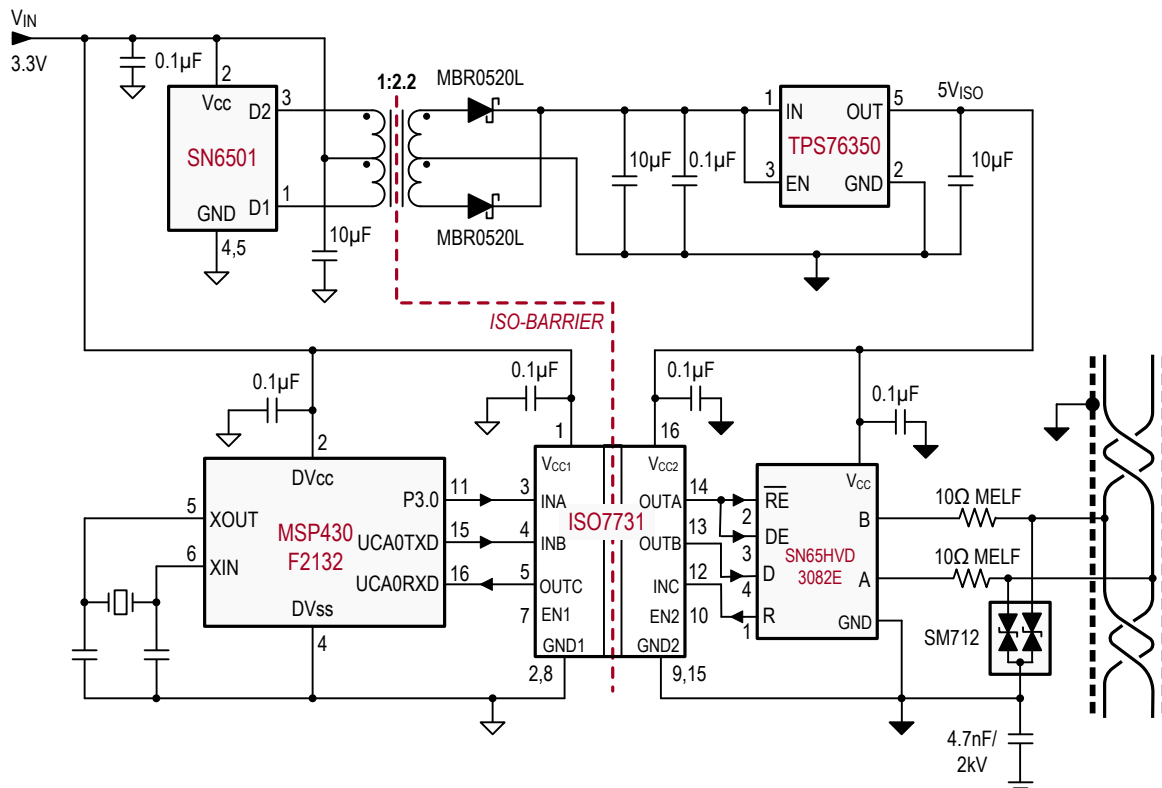 VIN
3.3V
0.1µF
2
Vcc
D2
3
SN6501
D1
1
GND
4,5
10µF
1:2.2
MBR0520L
MBR0520L
10µF
0.1µF
1
IN
OUT
5
TPS76350
3
EN
GND
2
5VISO
10µF
ISO-BARRIER
0.1µF
2
DVcc
5
XOUT
MSP430
F2132
6
XIN
DVss
4
P3.0
11
UCA0TXD
15
UCA0RXD
16
0.1µF
1
VCC1
3
INA
4
INB
5
OUTC
7
EN1
GND1
2,8
ISO7731
0.1µF
16
VCC2
OUTA
14
OUTB
13
INC
12
EN2
10
GND2
9,15
0.1µF
VCC
RE
2
DE
3
D
4
R
1
SN65HVD
3082E
B
A
GND
10Ω MELF
10Ω MELF
SM712
4.7nF/
2kV